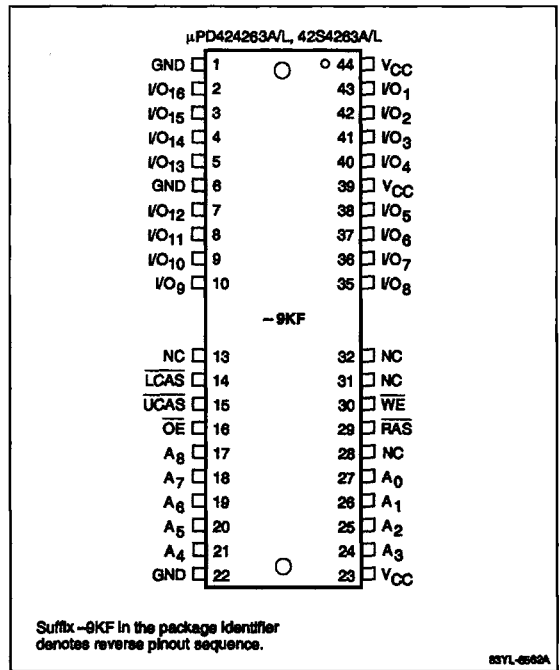 μPD424263A/L, 42S4263A/L
GND 1 44 VCC
I/O16 2 43 I/O1
I/O15 3 42 I/O2
I/O14 4 41 I/O3
I/O13 5 40 I/O4
GND 6 39 VCC
I/O12 7 38 I/O5
I/O11 8 37 I/O6
I/O10 9 36 I/O7
I/O9 10 35 I/O8
–9KF
NC 13 32 NC
LCAS 14 31 NC
UCAS 15 30 WE
OE 16 29 RAS
A8 17 28 NC
A7 18 27 A0
A6 19 26 A1
A5 20 25 A2
A4 21 24 A3
GND 22 23 VCC
Suffix –9KF in the package identifier
denotes reverse pinout sequence.
83YL-6562A